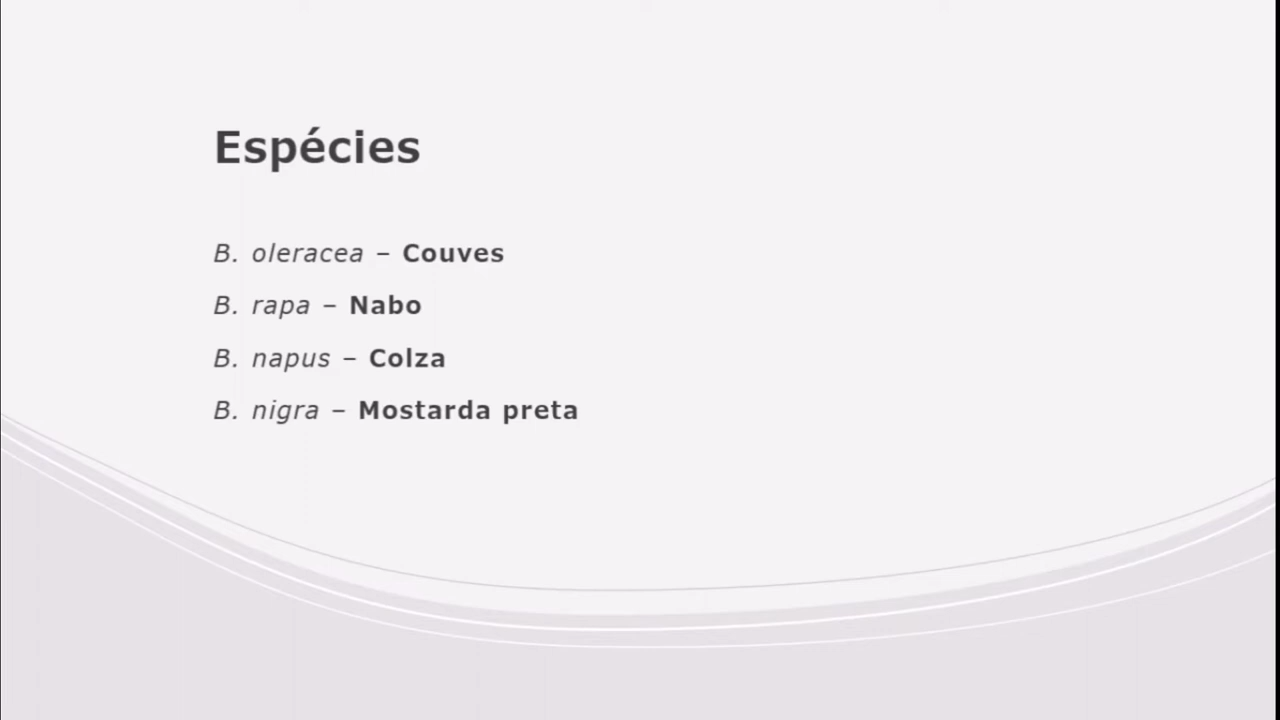 Espécies
B. oleracea – Couves
B. rapa – Nabo
B. napus – Colza
B. nigra – Mostarda preta